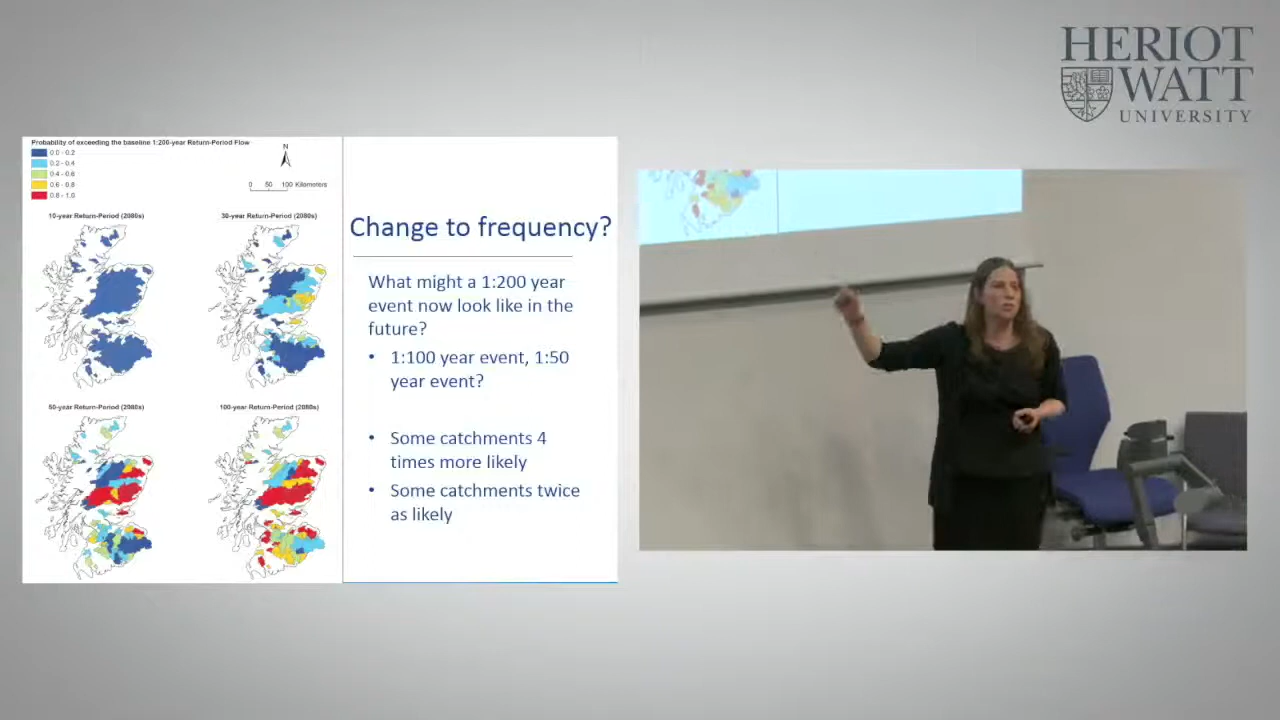 HERIOT
WATT
UNIVERSITY
Probability of exceeding the baseline 1:200-year Return-Period Flow
0.0 - 0.2
0.2 - 0.4
0.4 - 0.6
0.6 - 0.8
0.8 - 1.0
N
0 50 100 Kilometers
10-year Return-Period (2080s)
30-year Return-Period (2080s)
50-year Return-Period (2080s)
100-year Return-Period (2080s)
Change to frequency?
What might a 1:200 year
event now look like in the
future?
• 1:100 year event, 1:50
year event?
• Some catchments 4
times more likely
• Some catchments twice
as likely